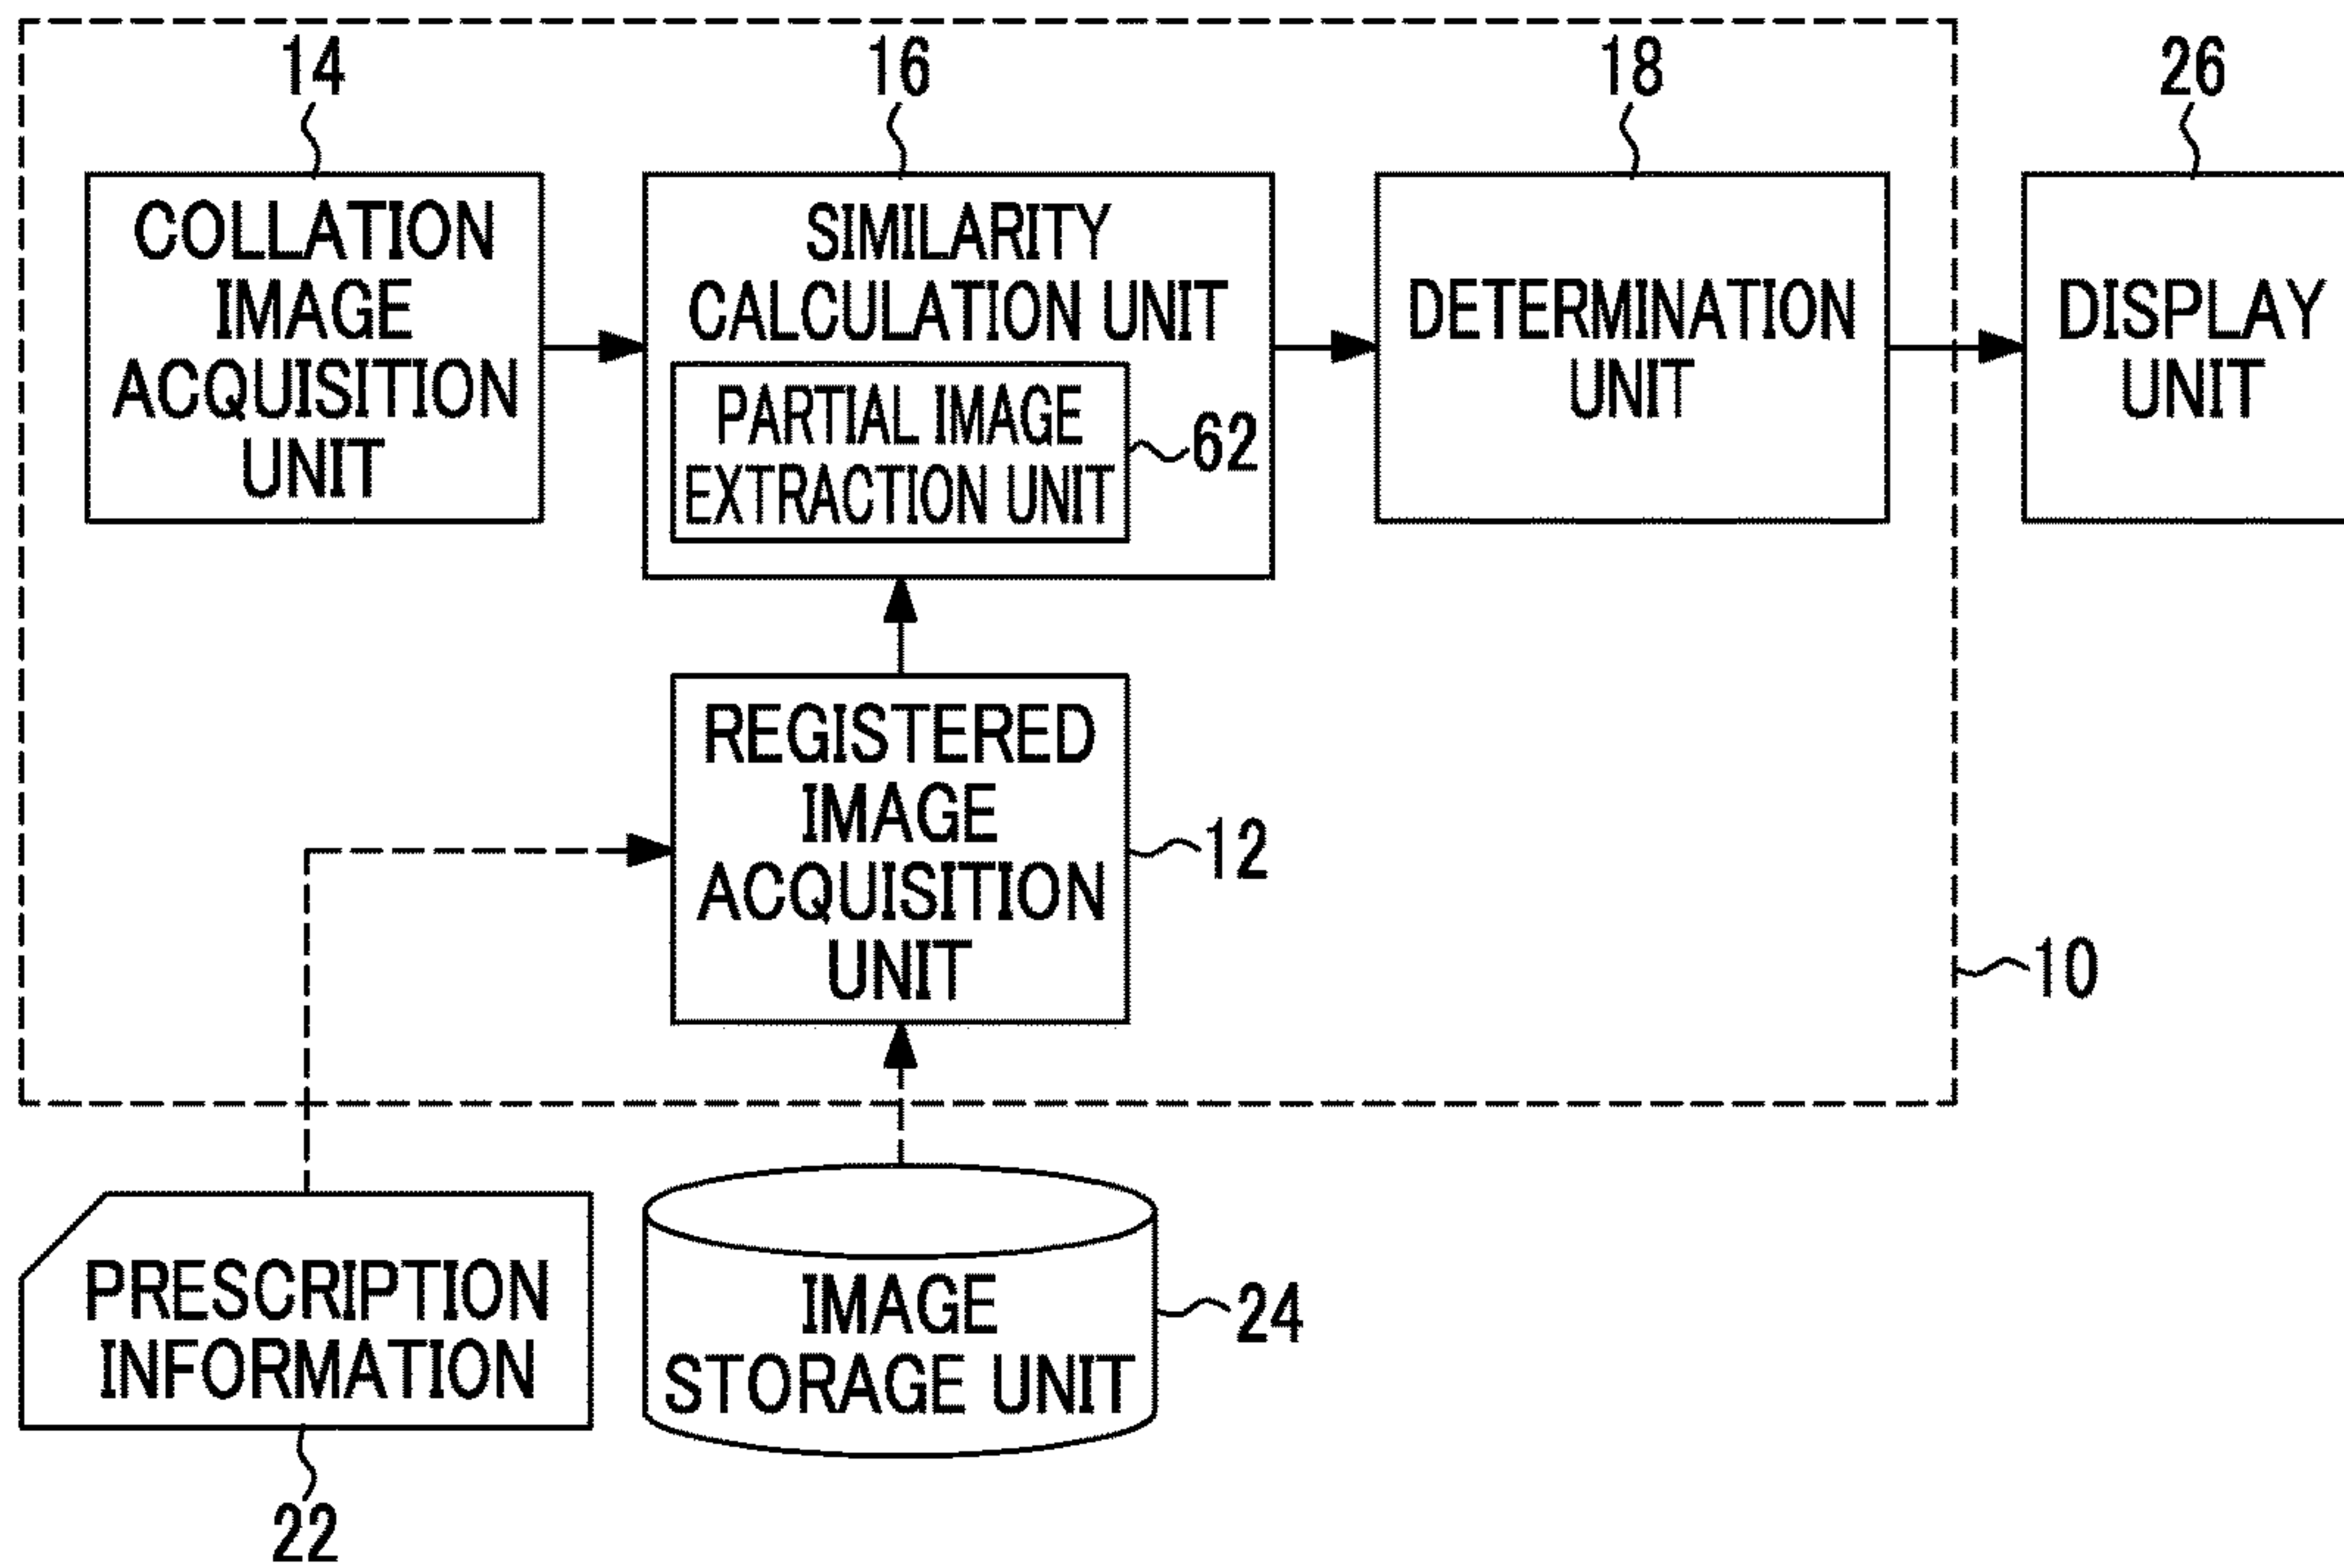 14
16
18
26
COLLATION
IMAGE
ACQUISITION
UNIT
SIMILARITY
CALCULATION UNIT
PARTIAL IMAGE
EXTRACTION UNIT
62
DETERMINATION
UNIT
DISPLAY
UNIT
REGISTERED
IMAGE
ACQUISITION
UNIT
12
10
PRESCRIPTION
INFORMATION
22
IMAGE
STORAGE UNIT
24